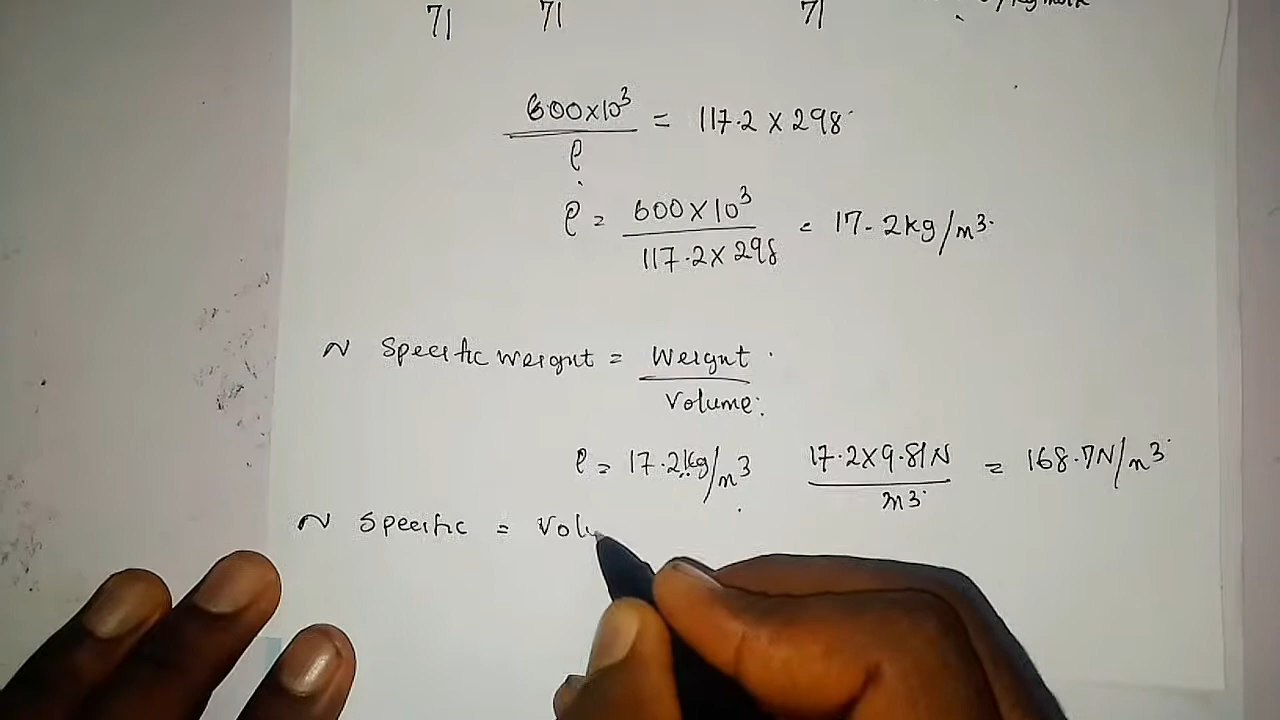 71 71 71
600×10³ = 117.2 × 298
ρ
ρ = 600×10³ = 17.2kg/m³
117.2×298
~ Specific weight = Weight
Volume:
ρ = 17.2kg/m³ 17.2×9.81N = 168.7N/m³
m³
~ Specific = Volu